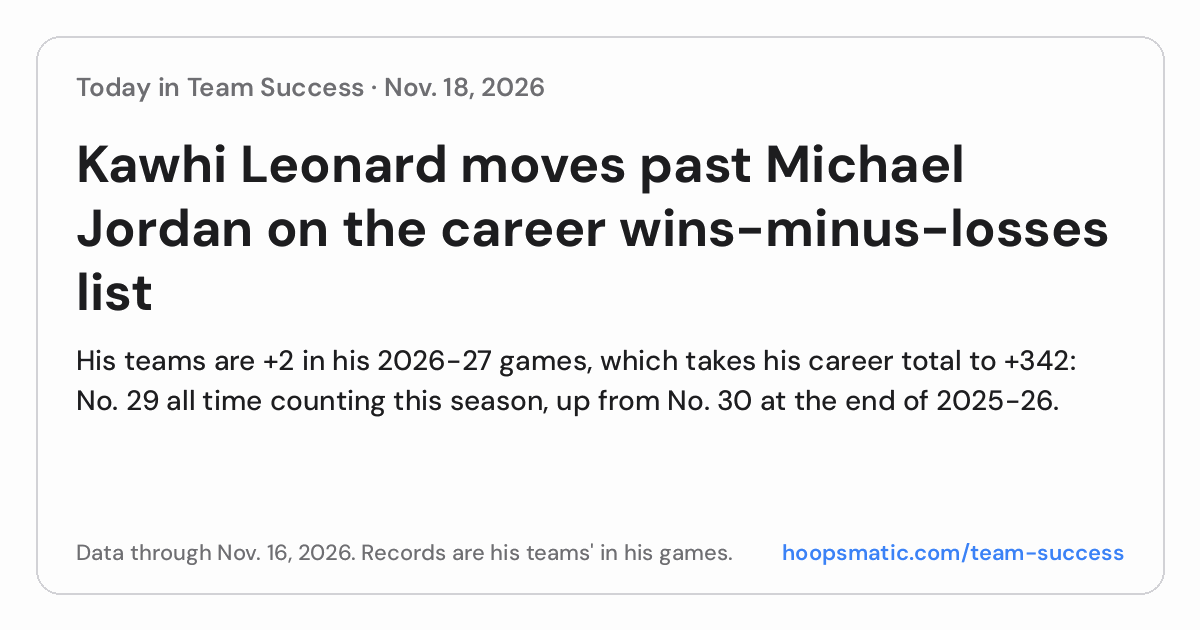 Today in Team Success · Nov. 18, 2026
Kawhi Leonard moves past Michael
Jordan on the career wins-minus-losses
list
His teams are +2 in his 2026-27 games, which takes his career total to +342:
No. 29 all time counting this season, up from No. 30 at the end of 2025-26.
Data through Nov. 16, 2026. Records are his teams' in his games.
hoopsmatic.com/team-success